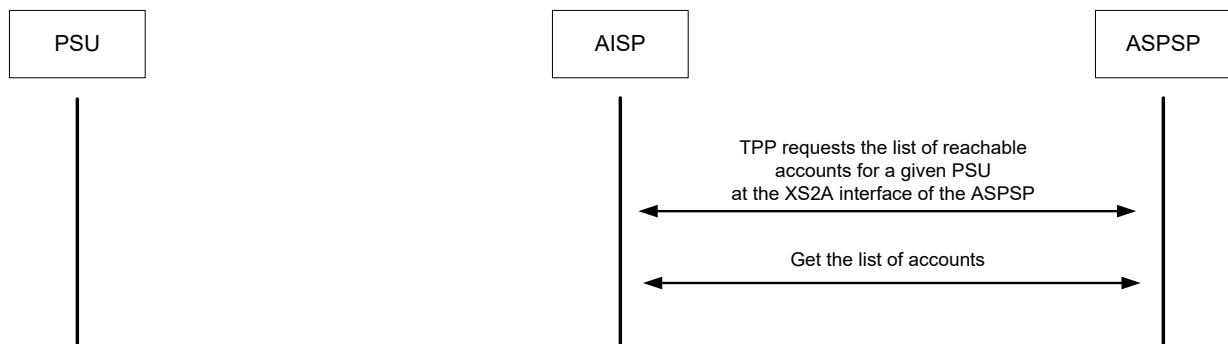 PSU
AISP
ASPSP
TPP requests the list of reachable
accounts for a given PSU
at the XS2A interface of the ASPSP
Get the list of accounts